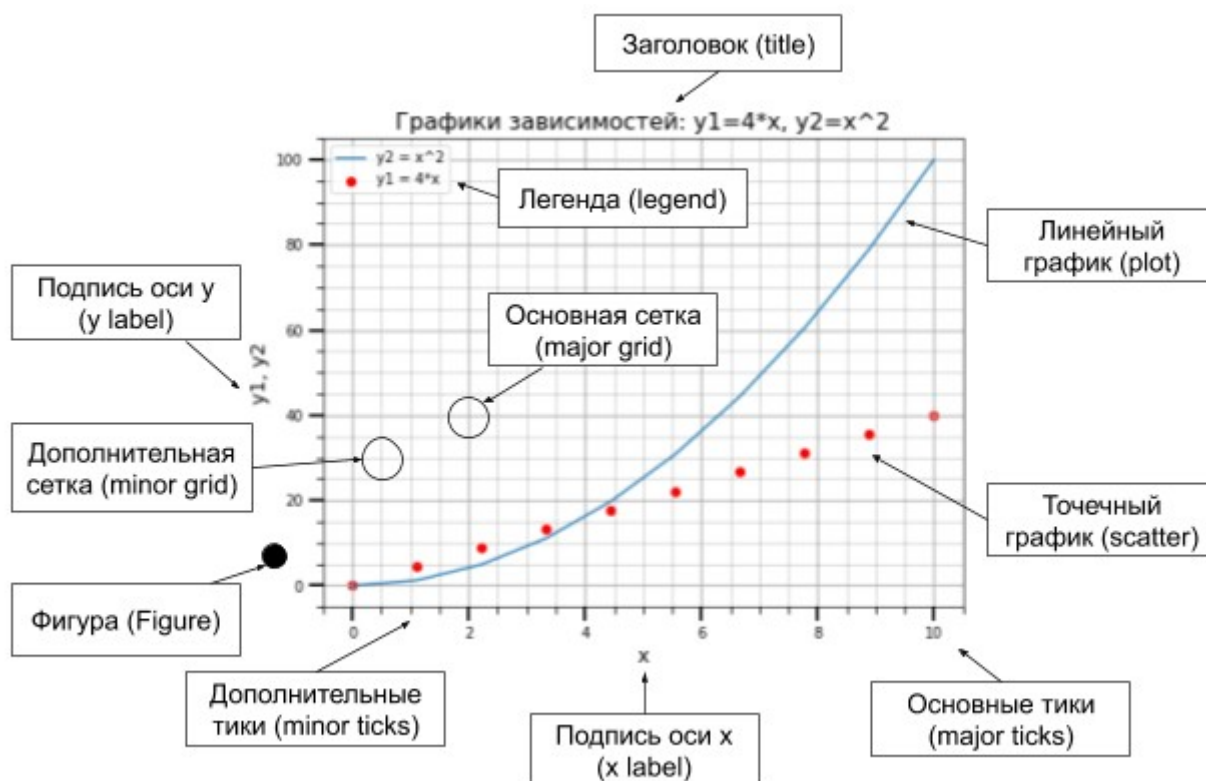 Заголовок (title)
Графики зависимостей: y1=4*x, y2=x^2
y2 = x^2
y1 = 4*x
Легенда (legend)
Линейный
график (plot)
Подпись оси y
(y label)
Основная сетка
(major grid)
y1, y2
100
80
60
40
20
0
Дополнительная
сетка (minor grid)
Точечный
график (scatter)
Фигура (Figure)
0 2 4 6 8 10
x
Дополнительные
тики (minor ticks)
Подпись оси x
(x label)
Основные тики
(major ticks)